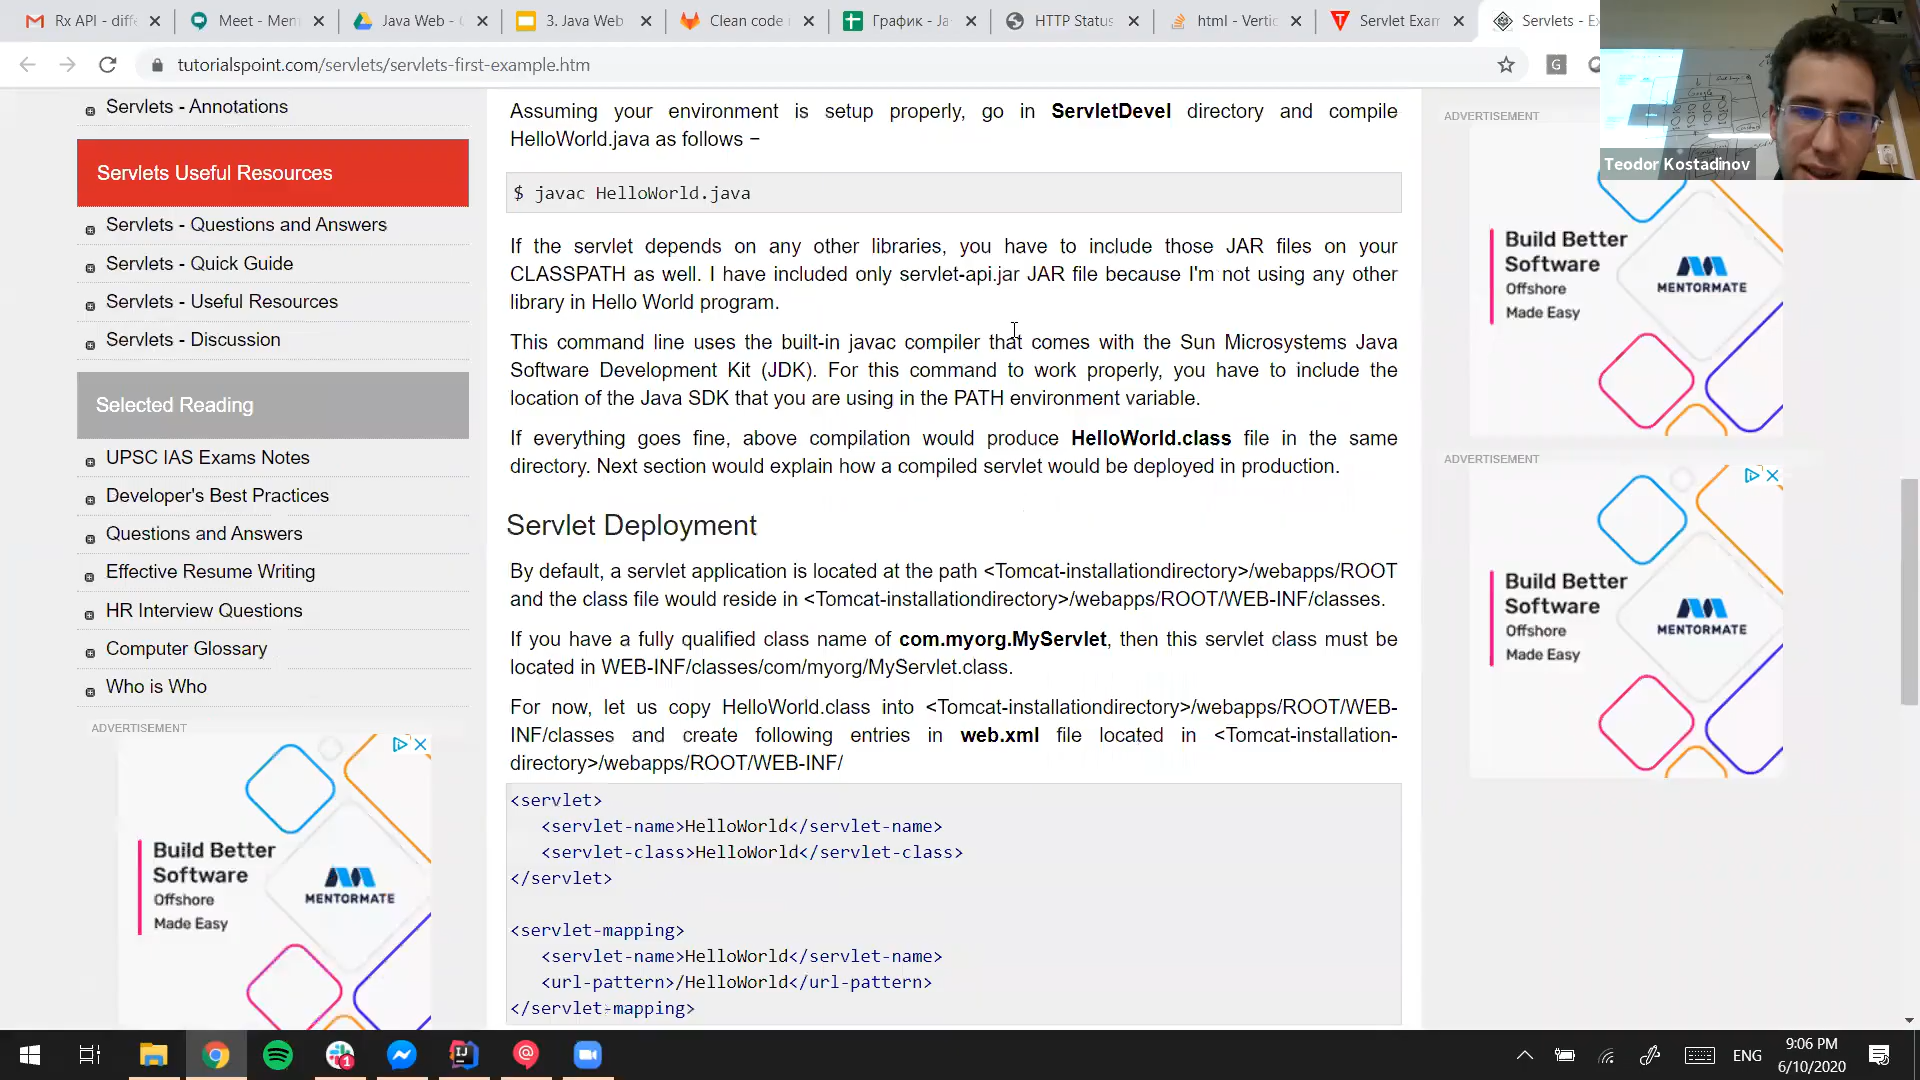 Rx API - diffe
Meet - Men
Java Web - G
3. Java Web
Clean code
График - Ja
HTTP Status
html - Vertic
Servlet Exam
Servlets - E
tutorialspoint.com/servlets/servlets-first-example.htm
G
Teodor Kostadinov
Servlets - Annotations
Servlets Useful Resources
Servlets - Questions and Answers
Servlets - Quick Guide
Servlets - Useful Resources
Servlets - Discussion
Selected Reading
UPSC IAS Exams Notes
Developer's Best Practices
Questions and Answers
Effective Resume Writing
HR Interview Questions
Computer Glossary
Who is Who
ADVERTISEMENT
Build Better
Software
Offshore
Made Easy
MENTORMATE
Assuming your environment is setup properly, go in ServletDevel directory and compile
HelloWorld.java as follows −
$ javac HelloWorld.java
If the servlet depends on any other libraries, you have to include those JAR files on your
CLASSPATH as well. I have included only servlet-api.jar JAR file because I'm not using any other
library in Hello World program.
This command line uses the built-in javac compiler that comes with the Sun Microsystems Java
Software Development Kit (JDK). For this command to work properly, you have to include the
location of the Java SDK that you are using in the PATH environment variable.
If everything goes fine, above compilation would produce HelloWorld.class file in the same
directory. Next section would explain how a compiled servlet would be deployed in production.
Servlet Deployment
By default, a servlet application is located at the path <Tomcat-installationdirectory>/webapps/ROOT
and the class file would reside in <Tomcat-installationdirectory>/webapps/ROOT/WEB-INF/classes.
If you have a fully qualified class name of com.myorg.MyServlet, then this servlet class must be
located in WEB-INF/classes/com/myorg/MyServlet.class.
For now, let us copy HelloWorld.class into <Tomcat-installationdirectory>/webapps/ROOT/WEB-
INF/classes and create following entries in web.xml file located in <Tomcat-installation-
directory>/webapps/ROOT/WEB-INF/
<servlet>
<servlet-name>HelloWorld</servlet-name>
<servlet-class>HelloWorld</servlet-class>
</servlet>
<servlet-mapping>
<servlet-name>HelloWorld</servlet-name>
<url-pattern>/HelloWorld</url-pattern>
</servlet-mapping>
ADVERTISEMENT
Build Better
Software
Offshore
Made Easy
MENTORMATE
ADVERTISEMENT
Build Better
Software
Offshore
Made Easy
MENTORMATE
ENG
9:06 PM
6/10/2020